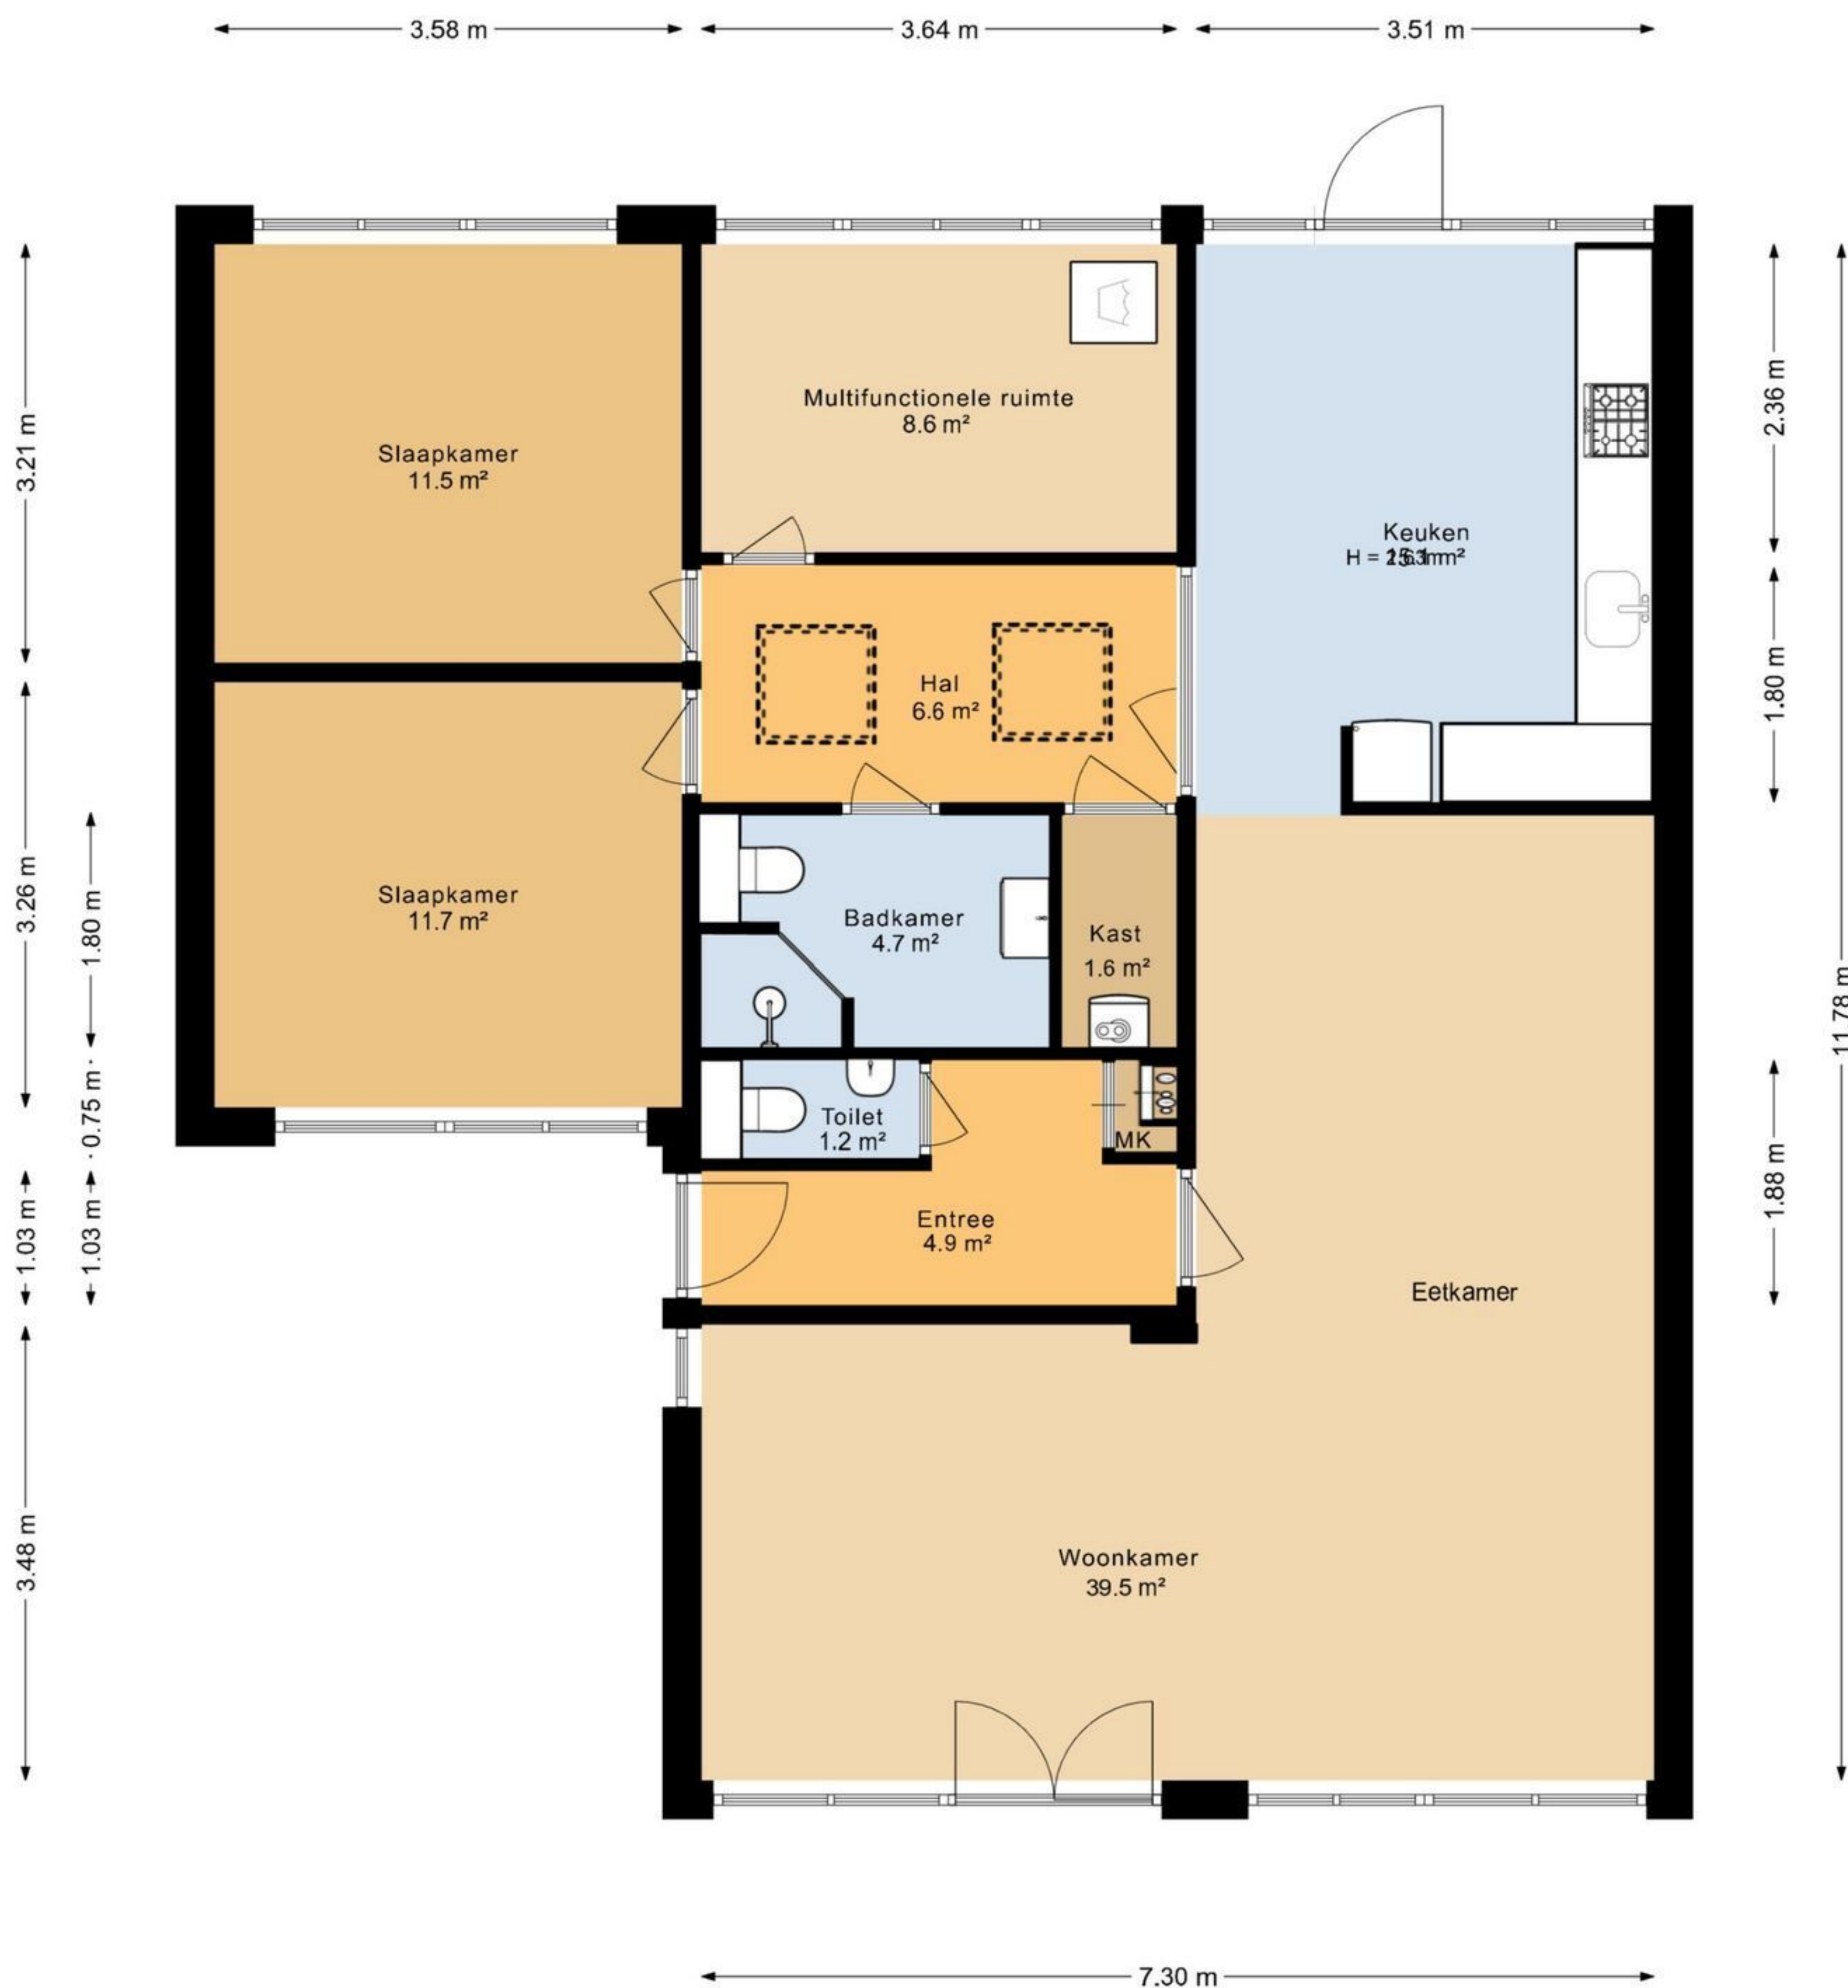 3.58 m
3.64 m
3.51 m
3.21 m
3.26 m
1.03 m
3.48 m
1.80 m
0.75 m
1.03 m
Slaapkamer
11.5 m²
Multifunctionele ruimte
8.6 m²
Keuken
H =
Hal
6.6 m²
Slaapkamer
11.7 m²
Badkamer
4.7 m²
Kast
1.6 m²
Toilet
1.2 m²
MK
Entree
4.9 m²
Eetkamer
Woonkamer
39.5 m²
2.36 m
1.80 m
1.88 m
11.78 m
7.30 m